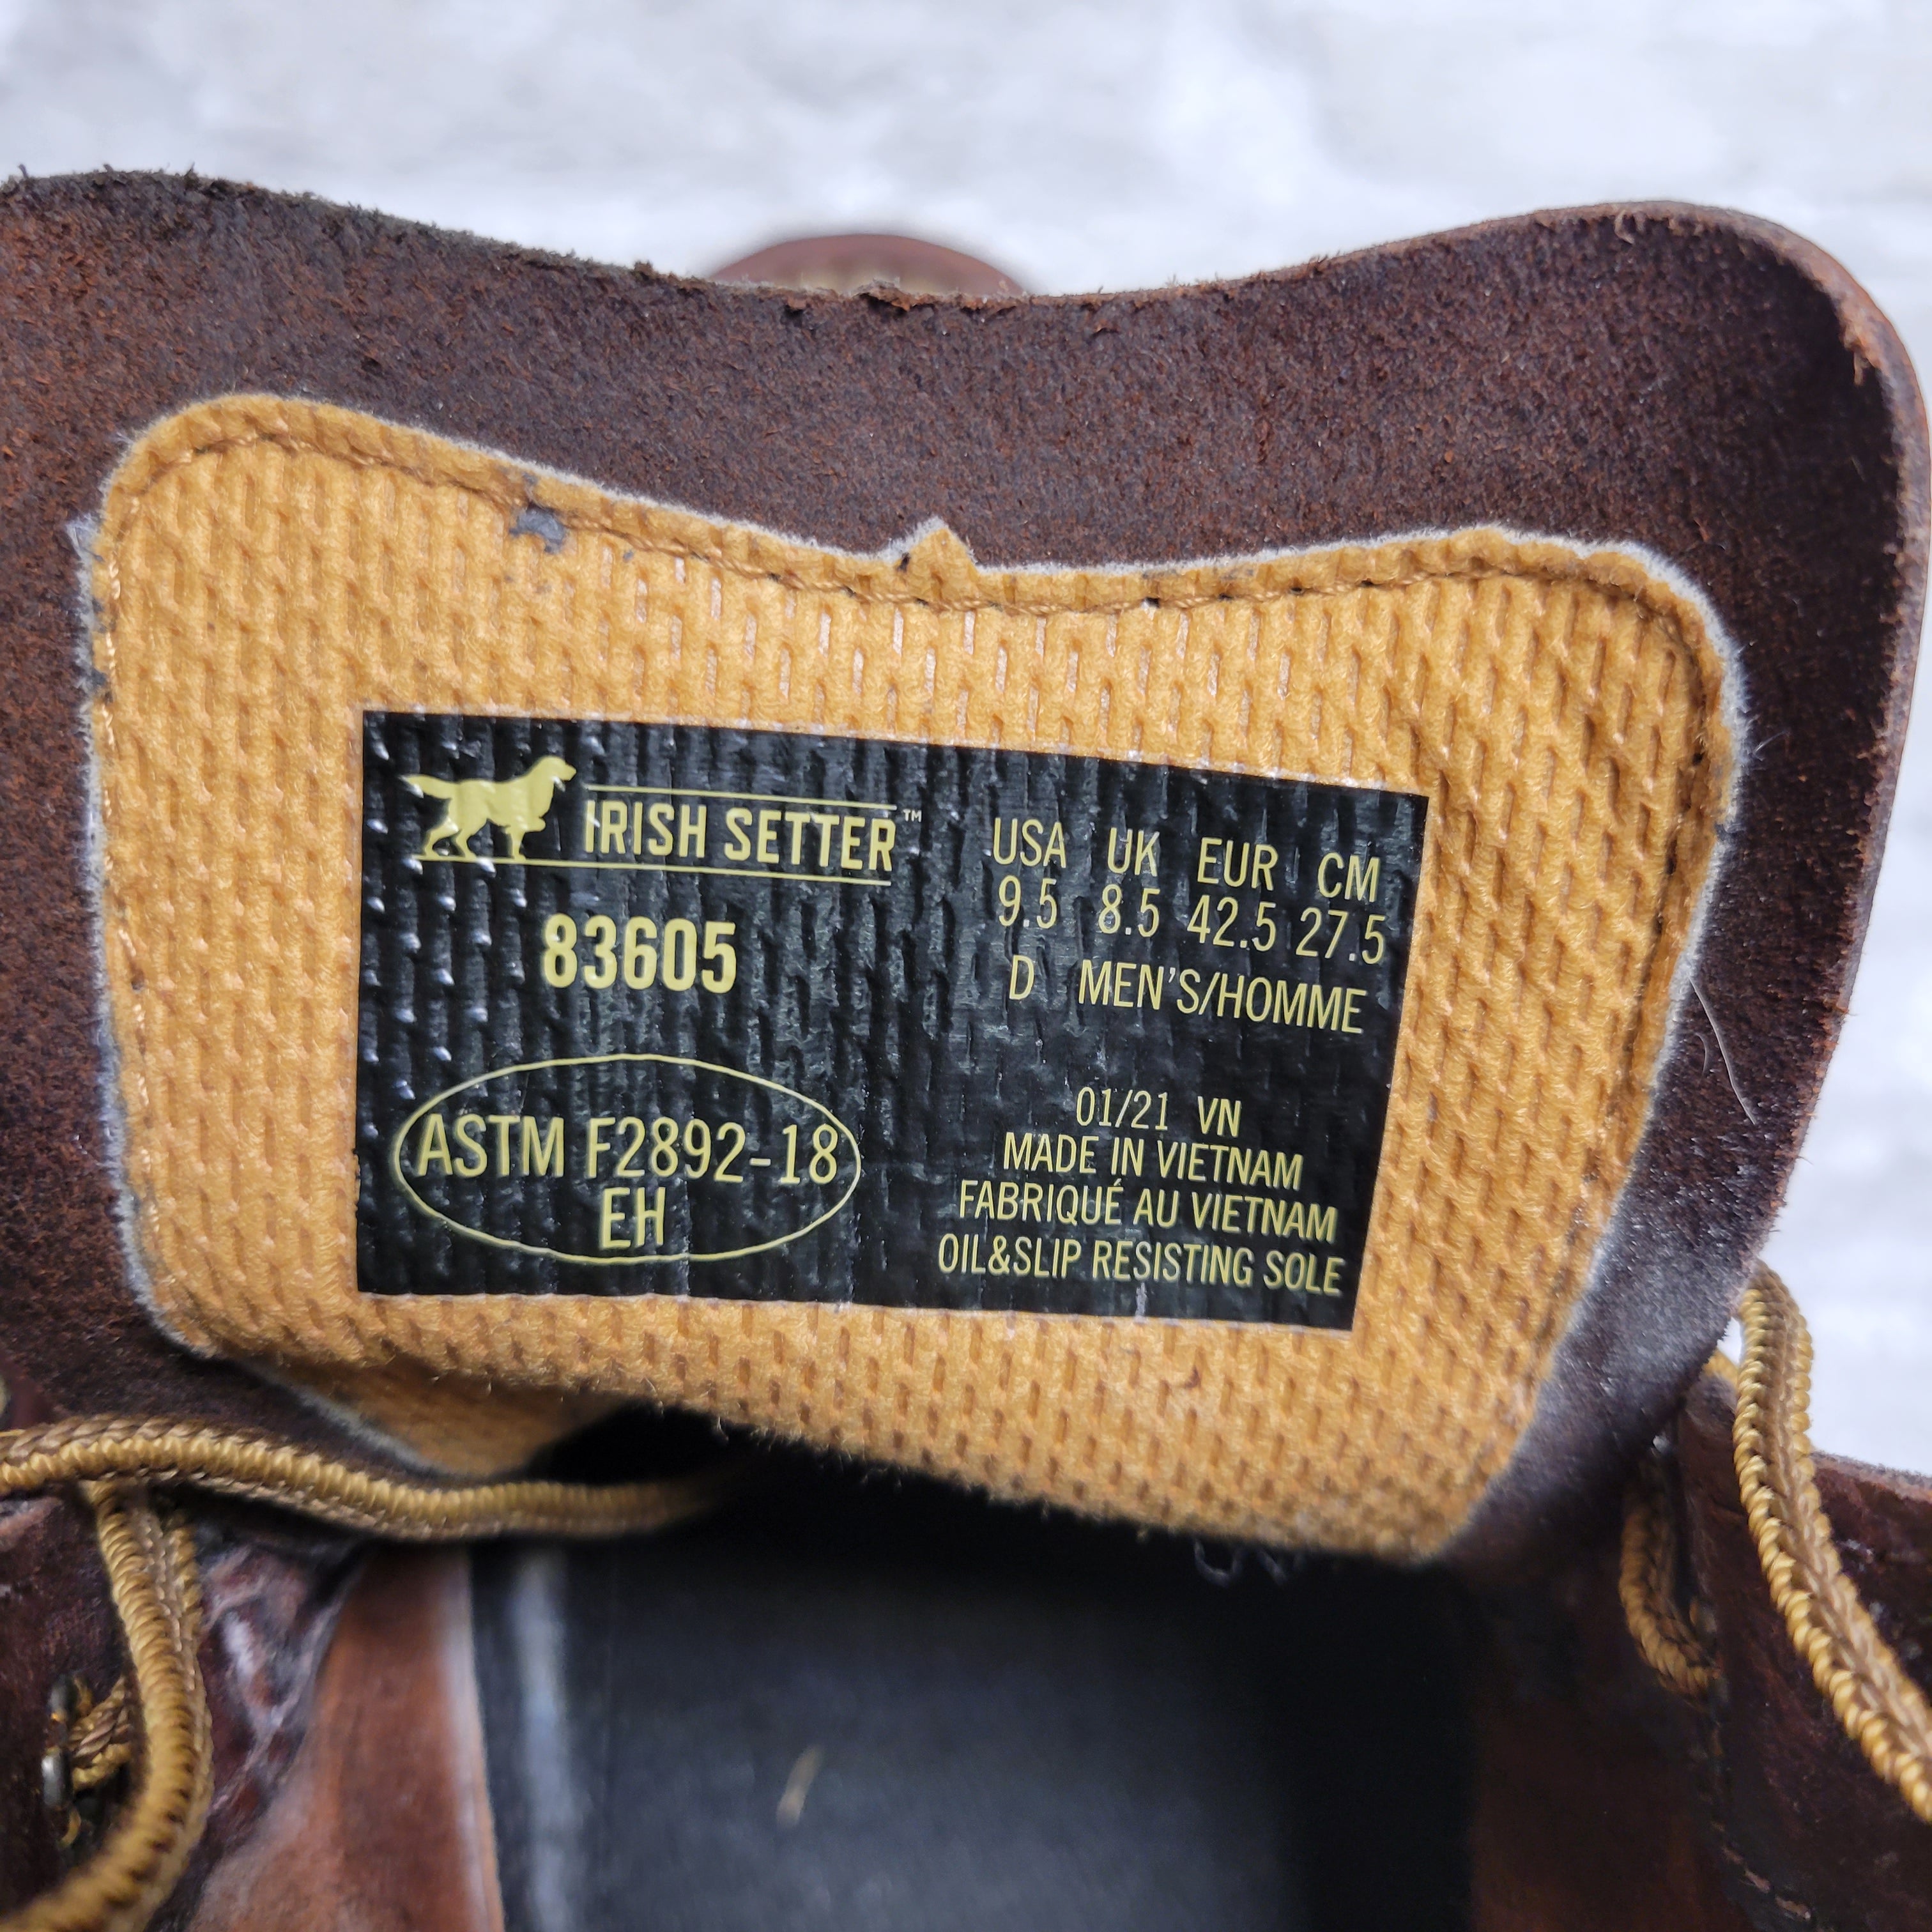 IRISH SETTER™
83605
ASTM F2892-18
EH
USA UK EUR CM
9.5 8.5 42.5 27.5
D MEN'S/HOMME
01/21 VN
MADE IN VIETNAM
FABRIQUÉ AU VIETNAM
OIL&SLIP RESISTING SOLE